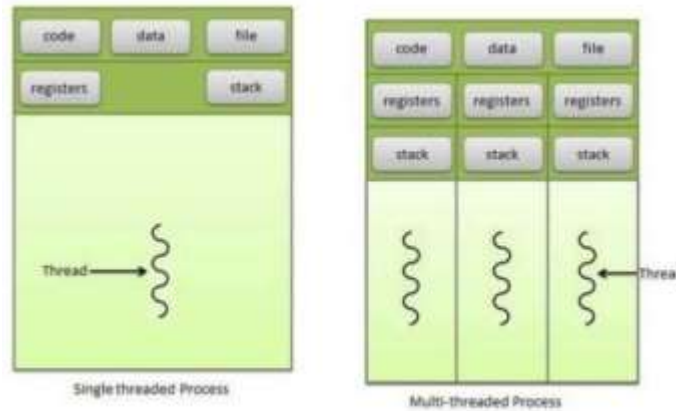 code data file
registers stack
Thread
Single threaded Process
code data file
registers registers registers
stack stack stack
Threa
Multi-threaded Process